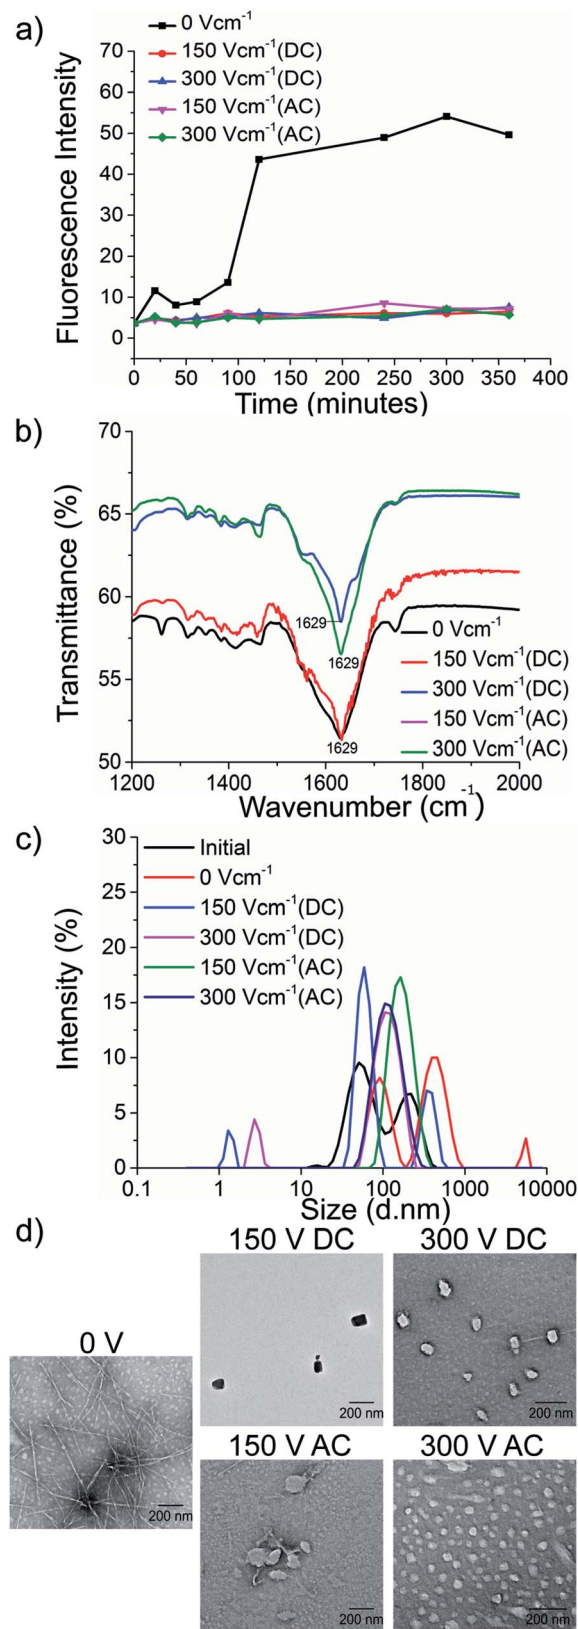 a)
0 Vcm⁻¹
150 Vcm⁻¹(DC)
300 Vcm⁻¹(DC)
150 Vcm⁻¹(AC)
300 Vcm⁻¹(AC)
Fluorescence Intensity
70
60
50
40
30
20
10
0
0 50 100 150 200 250 300 350 400
Time (minutes)
b)
Transmittance (%)
70
65
60
55
50
1629
1629
1629
0 Vcm⁻¹
150 Vcm⁻¹(DC)
300 Vcm⁻¹(DC)
150 Vcm⁻¹(AC)
300 Vcm⁻¹(AC)
1200 1400 1600 1800 2000
Wavenumber (cm⁻¹)
c)
Intensity (%)
30
25
20
15
10
5
0
Initial
0 Vcm⁻¹
150 Vcm⁻¹(DC)
300 Vcm⁻¹(DC)
150 Vcm⁻¹(AC)
300 Vcm⁻¹(AC)
0.1 1 10 100 1000 10000
Size (d.nm)
d)
0 V
200 nm
150 V DC
200 nm
300 V DC
200 nm
150 V AC
200 nm
300 V AC
200 nm